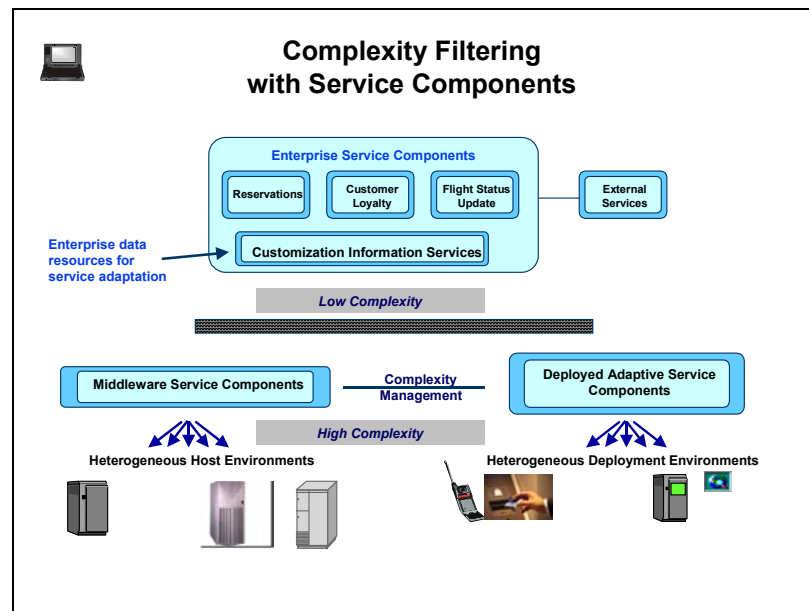 Complexity Filtering
with Service Components
Enterprise Service Components
Reservations
Customer
Loyalty
Flight Status
Update
External
Services
Customization Information Services
Enterprise data
resources for
service adaptation
Low Complexity
Middleware Service Components
Complexity
Management
Deployed Adaptive Service
Components
High Complexity
Heterogeneous Host Environments
Heterogeneous Deployment Environments